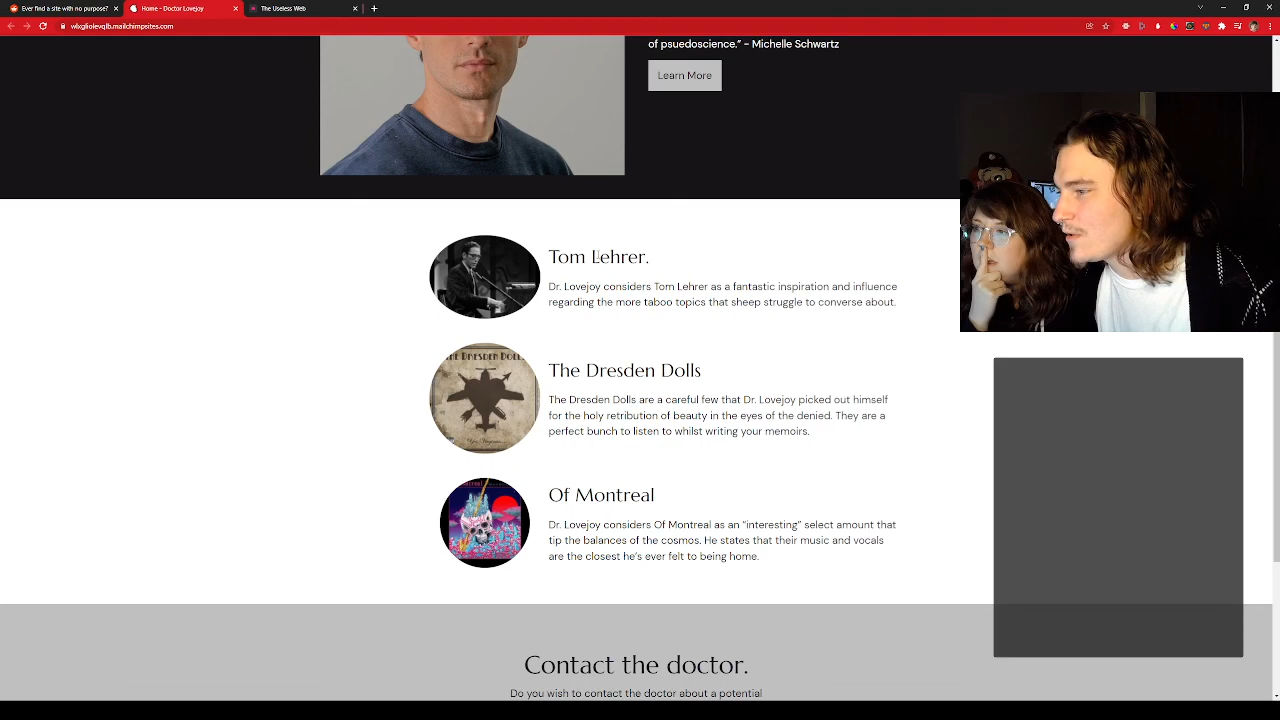 Ever find a site with no purpose?
Home - Doctor Lovejoy
The Useless Web
wlxgliolevqlb.mailchimpsites.com
of psuedoscience." - Michelle Schwartz
Learn More
Tom Lehrer.
Dr. Lovejoy considers Tom Lehrer as a fantastic inspiration and influence
regarding the more taboo topics that sheep struggle to converse about.
The Dresden Dolls
The Dresden Dolls are a careful few that Dr. Lovejoy picked out himself
for the holy retribution of beauty in the eyes of the denied. They are a
perfect bunch to listen to whilst writing your memoirs.
Of Montreal
Dr. Lovejoy considers Of Montreal as an “interesting” select amount that
tip the balances of the cosmos. He states that their music and vocals
are the closest he's ever felt to being home.
Contact the doctor.
Do you wish to contact the doctor about a potential